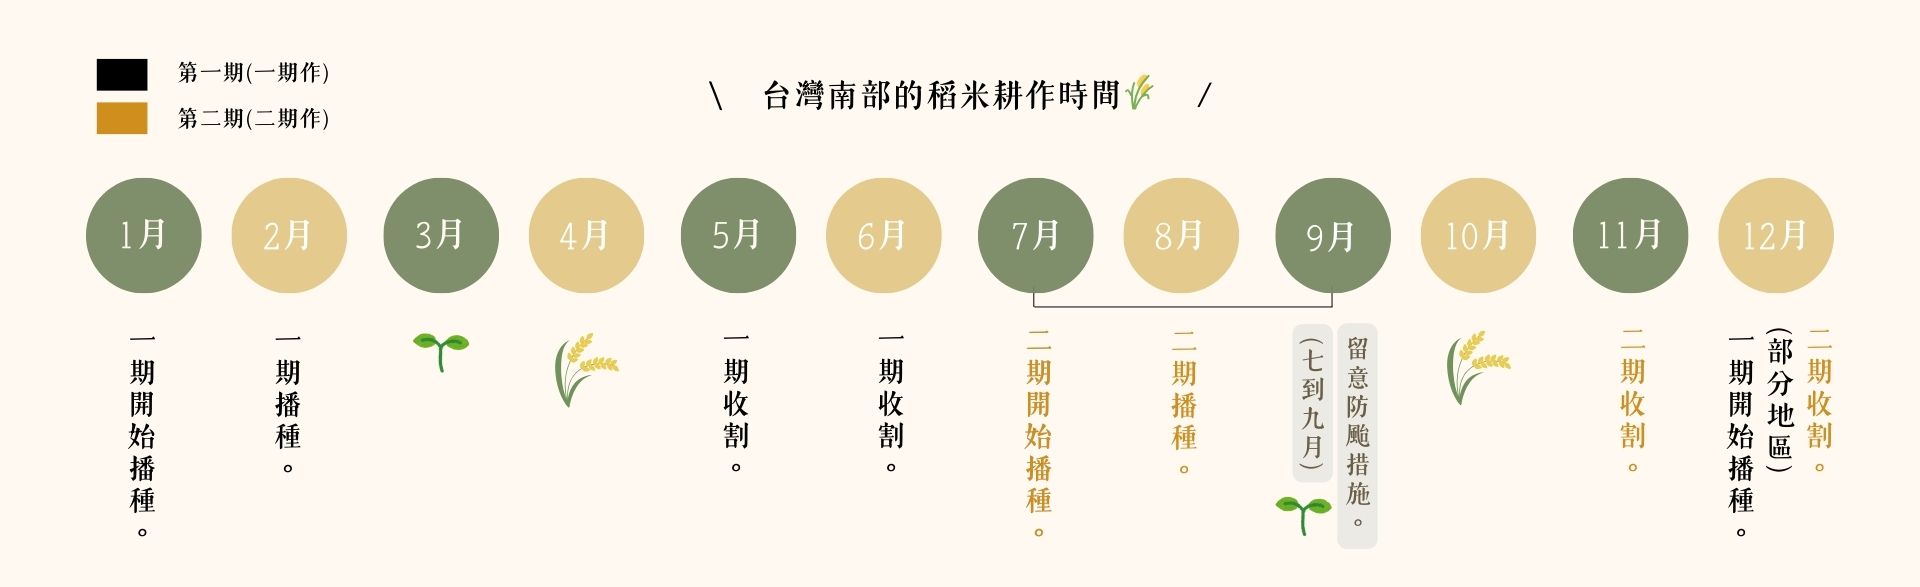 第一期(一期作)
第二期(二期作)
\ 台灣南部的稻米耕作時間 /
1月
2月
3月
4月
5月
6月
7月
8月
9月
10月
11月
12月
一期開始播種。
一期播種。
一期收割。
一期收割。
二期開始播種。
二期播種。
留意防颱措施。
(七到九月)
二期收割。
二期收割。
(部分地區)
一期開始播種。